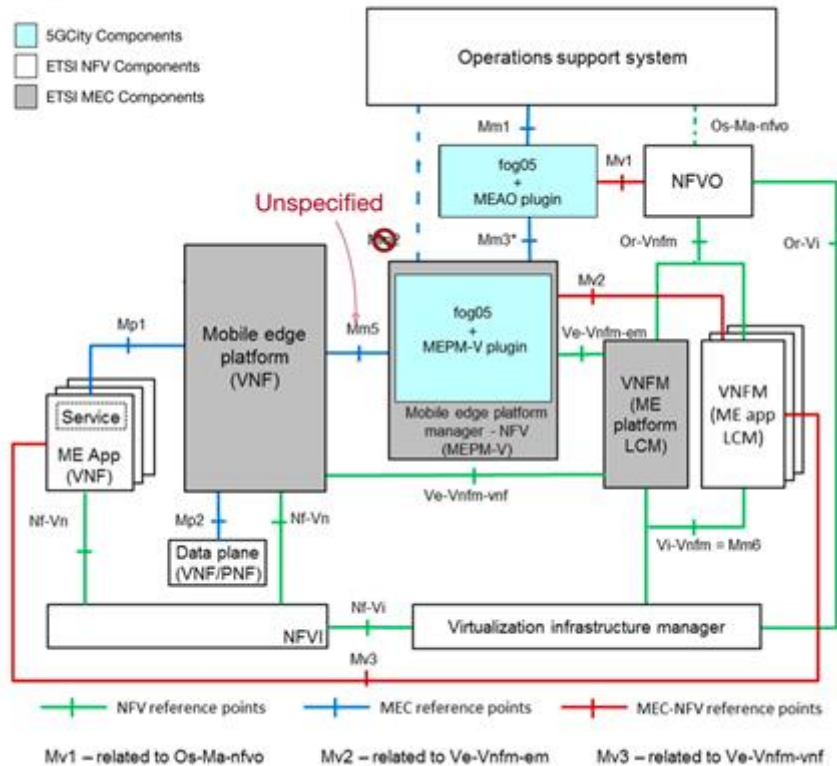 5GCity Components
ETSI NFV Components
ETSI MEC Components
Operations support system
Mm1
Os-Ma-nfvo
fog05
+
MEAO plugin
Mv1
NFVO
Unspecified
Mm2
Mm3*
Or-Vnfm
Or-Vi
Mv2
Mobile edge
platform
(VNF)
Mp1
Mm5
fog05
+
MEPM-V plugin
Ve-Vnfm-em
Mobile edge platform
manager - NFV
(MEPM-V)
VNFM
(ME
platform
LCM)
VNFM
(ME app
LCM)
Service
ME App
(VNF)
Ve-Vnfm-vnf
Nf-Vn
Mp2
Nf-Vn
Data plane
(VNF/PNF)
Vi-Vnfm = Mm6
NFVI
Nf-Vi
Virtualization infrastructure manager
Mv3
NFV reference points
MEC reference points
MEC-NFV reference points
Mv1 – related to Os-Ma-nfvo
Mv2 – related to Ve-Vnfm-em
Mv3 – related to Ve-Vnfm-vnf